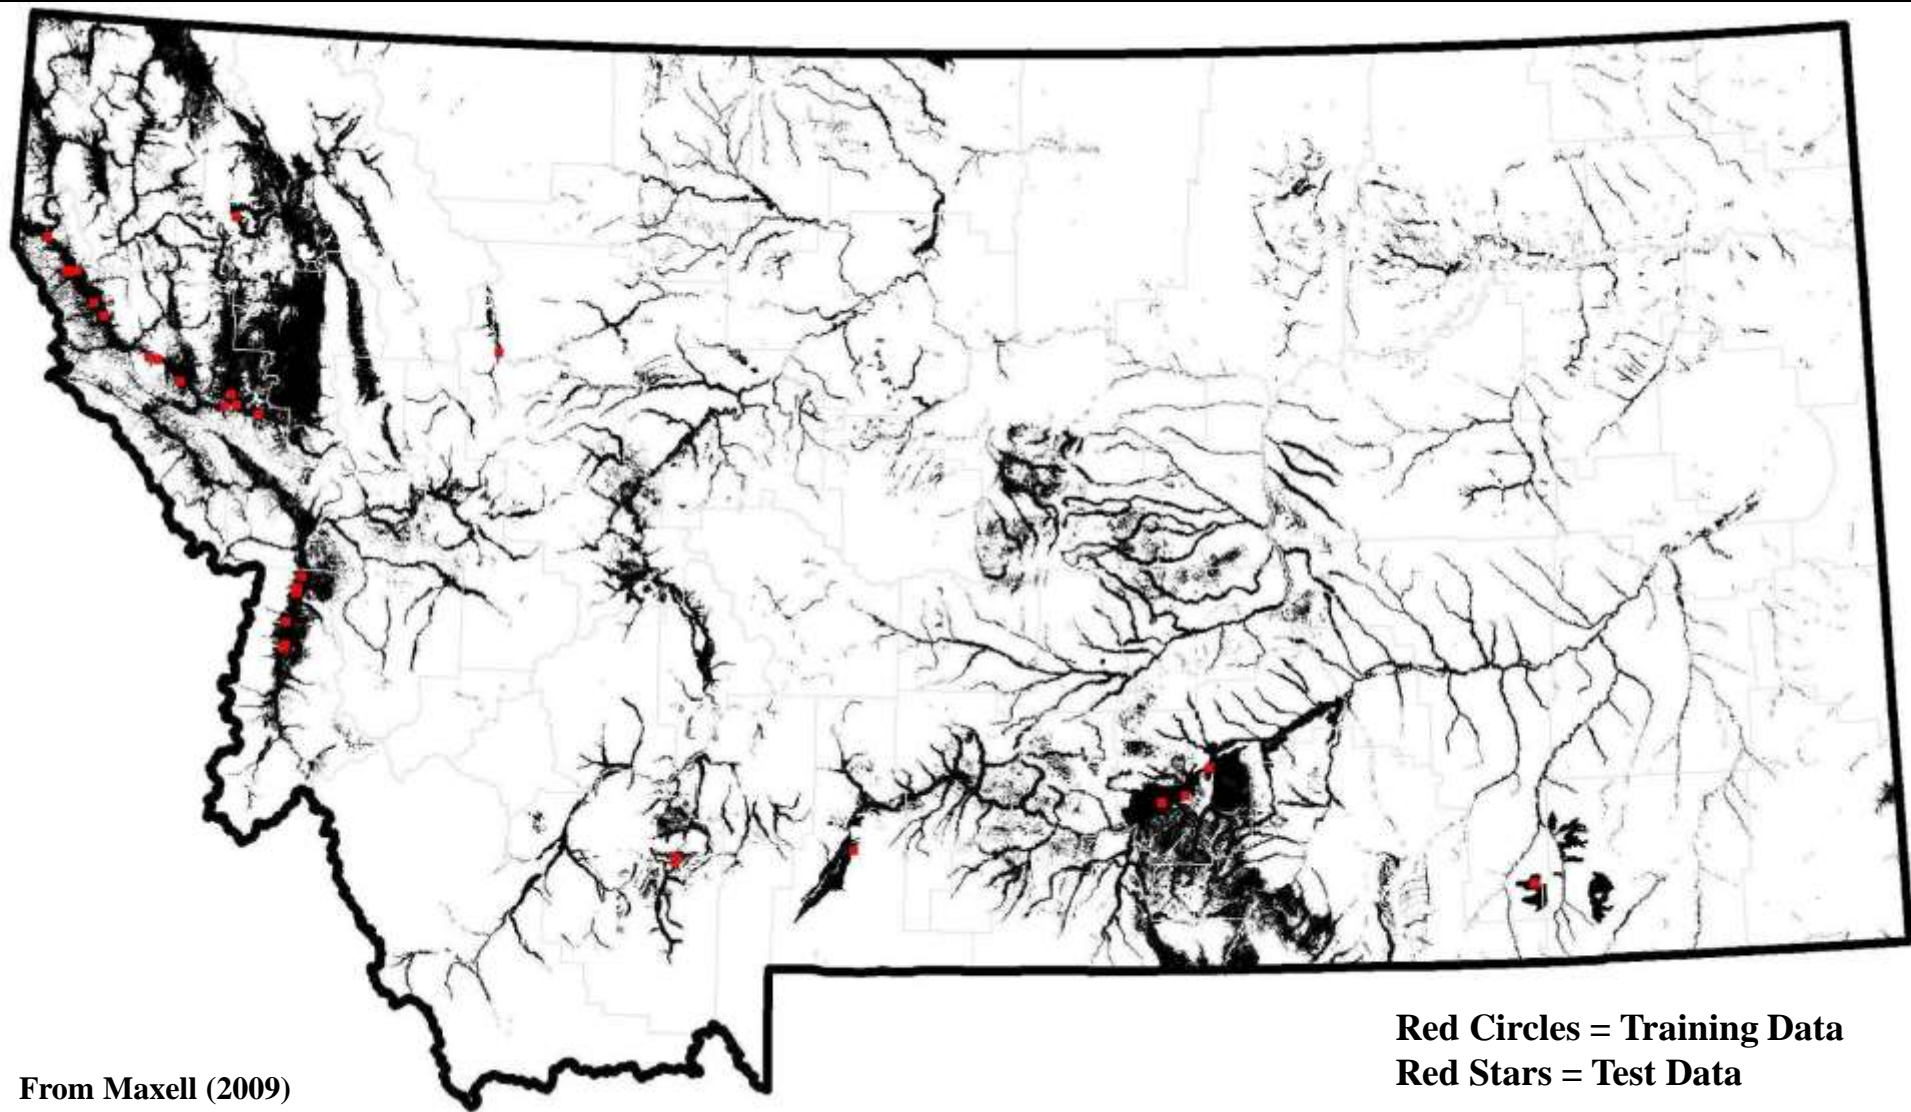 Red Circles = Training Data
Red Stars = Test Data
From Maxell (2009)